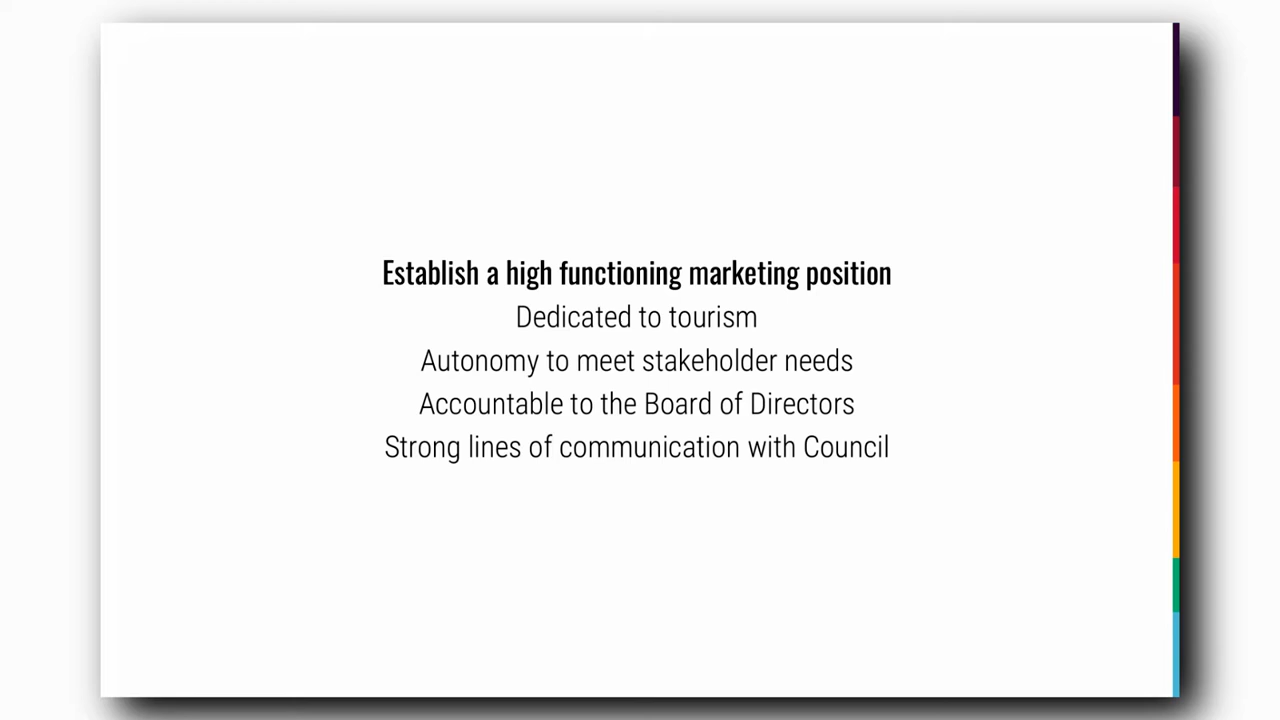 Establish a high functioning marketing position
Dedicated to tourism
Autonomy to meet stakeholder needs
Accountable to the Board of Directors
Strong lines of communication with Council